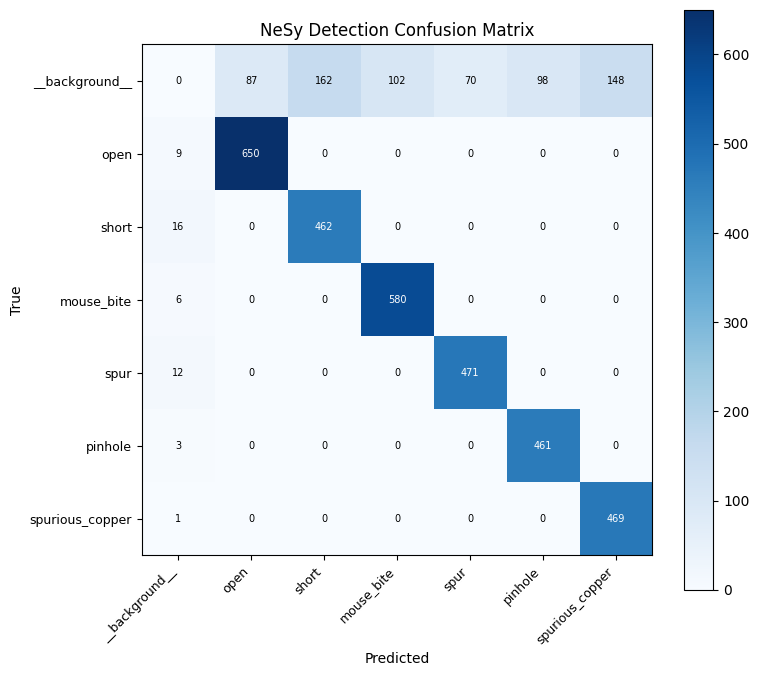 NeSy Detection Confusion Matrix
__background__ 0 87 162 102 70 98 148
open 9 650 0 0 0 0 0
short 16 0 462 0 0 0 0
mouse_bite 6 0 0 580 0 0 0
spur 12 0 0 0 471 0 0
pinhole 3 0 0 0 0 461 0
spurious_copper 1 0 0 0 0 0 469
True
__background__ open short mouse_bite spur pinhole spurious_copper
Predicted
600
500
400
300
200
100
0